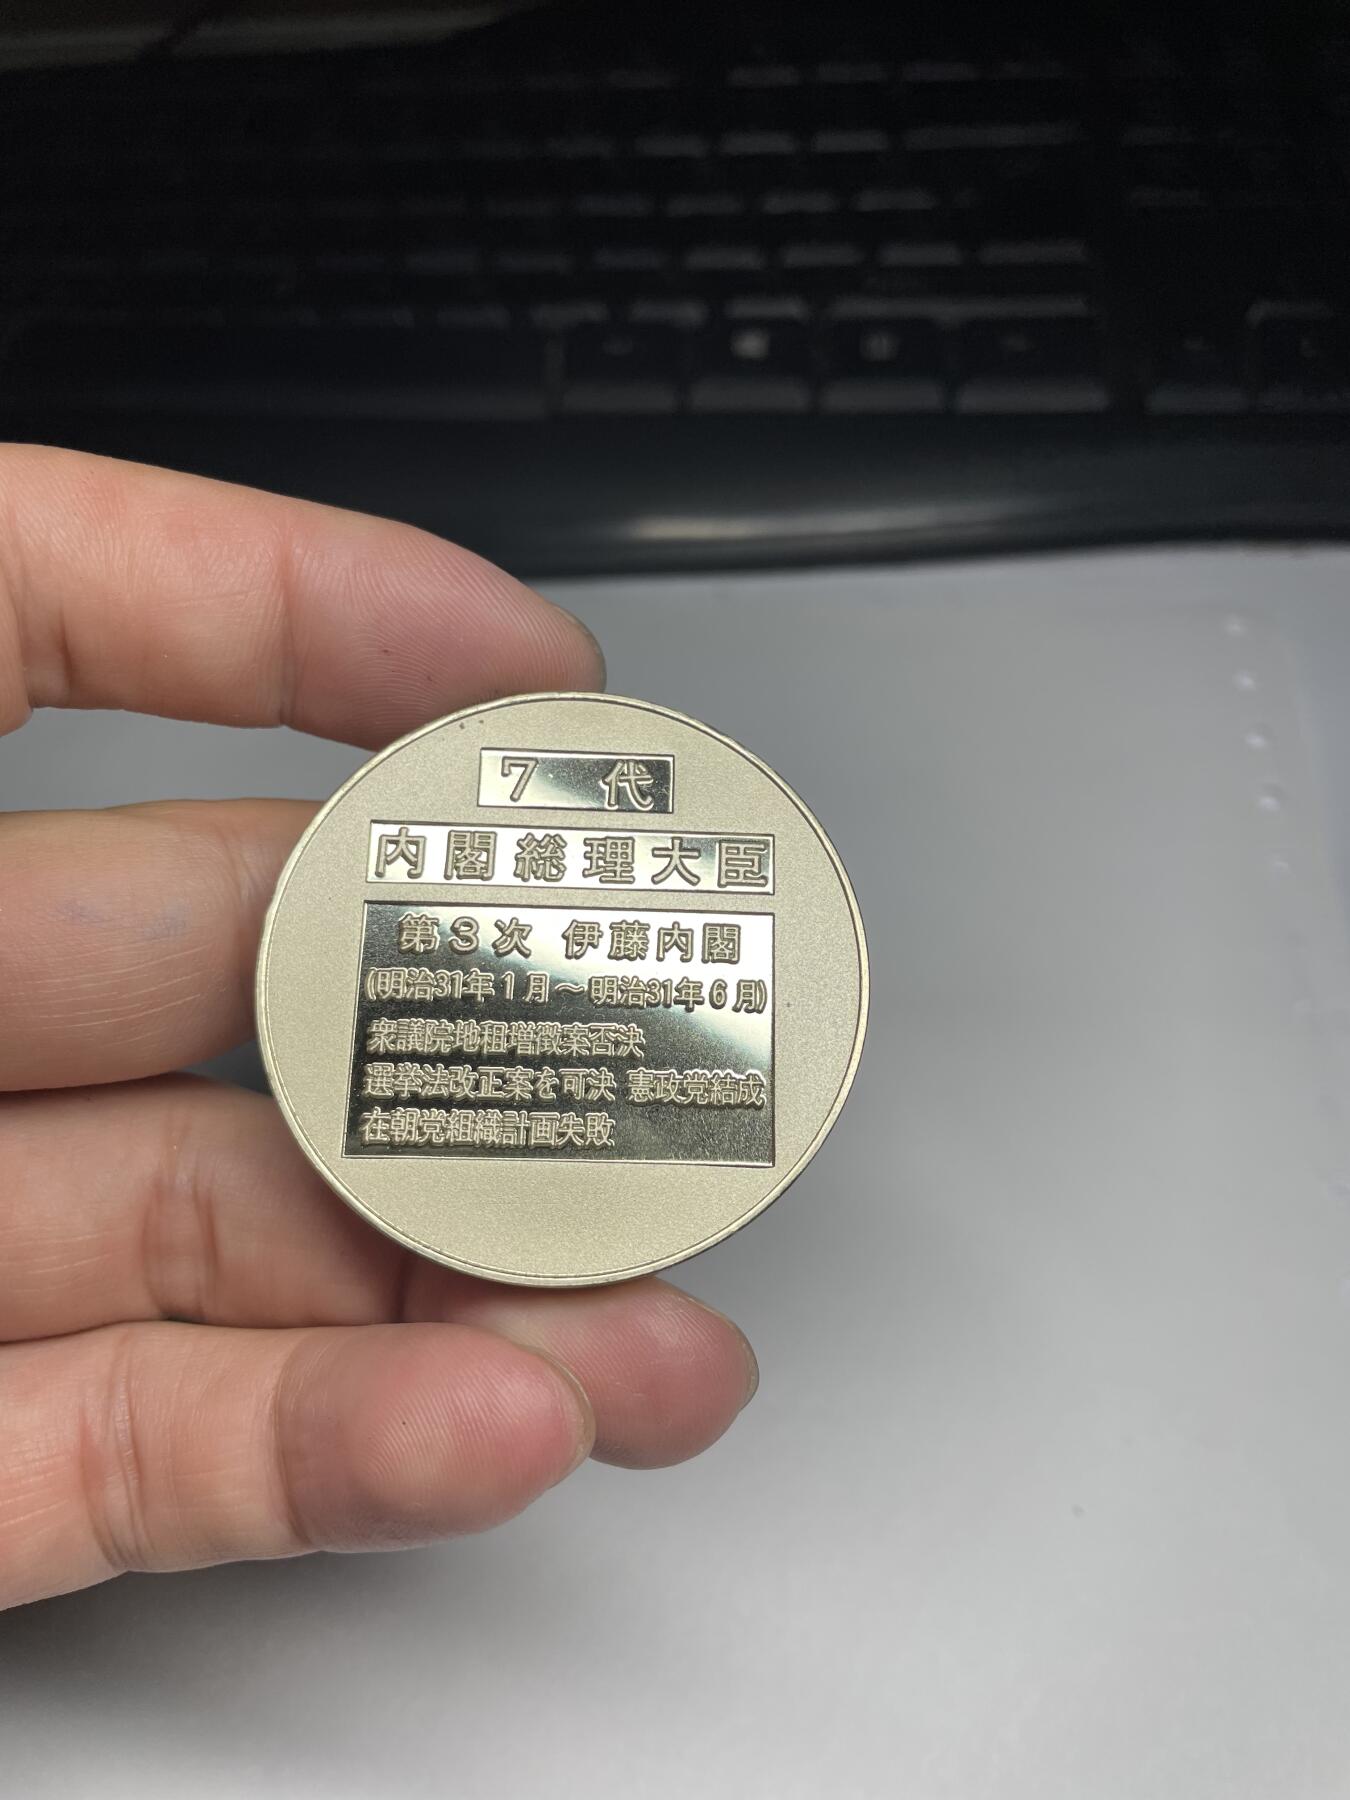 7 代
内閣総理大臣
第3次 伊藤内閣
(明治31年1月～明治31年6月)
衆議院地租増徴案否決
選挙法改正案を可決 憲政党結成
在朝党組織計画失敗